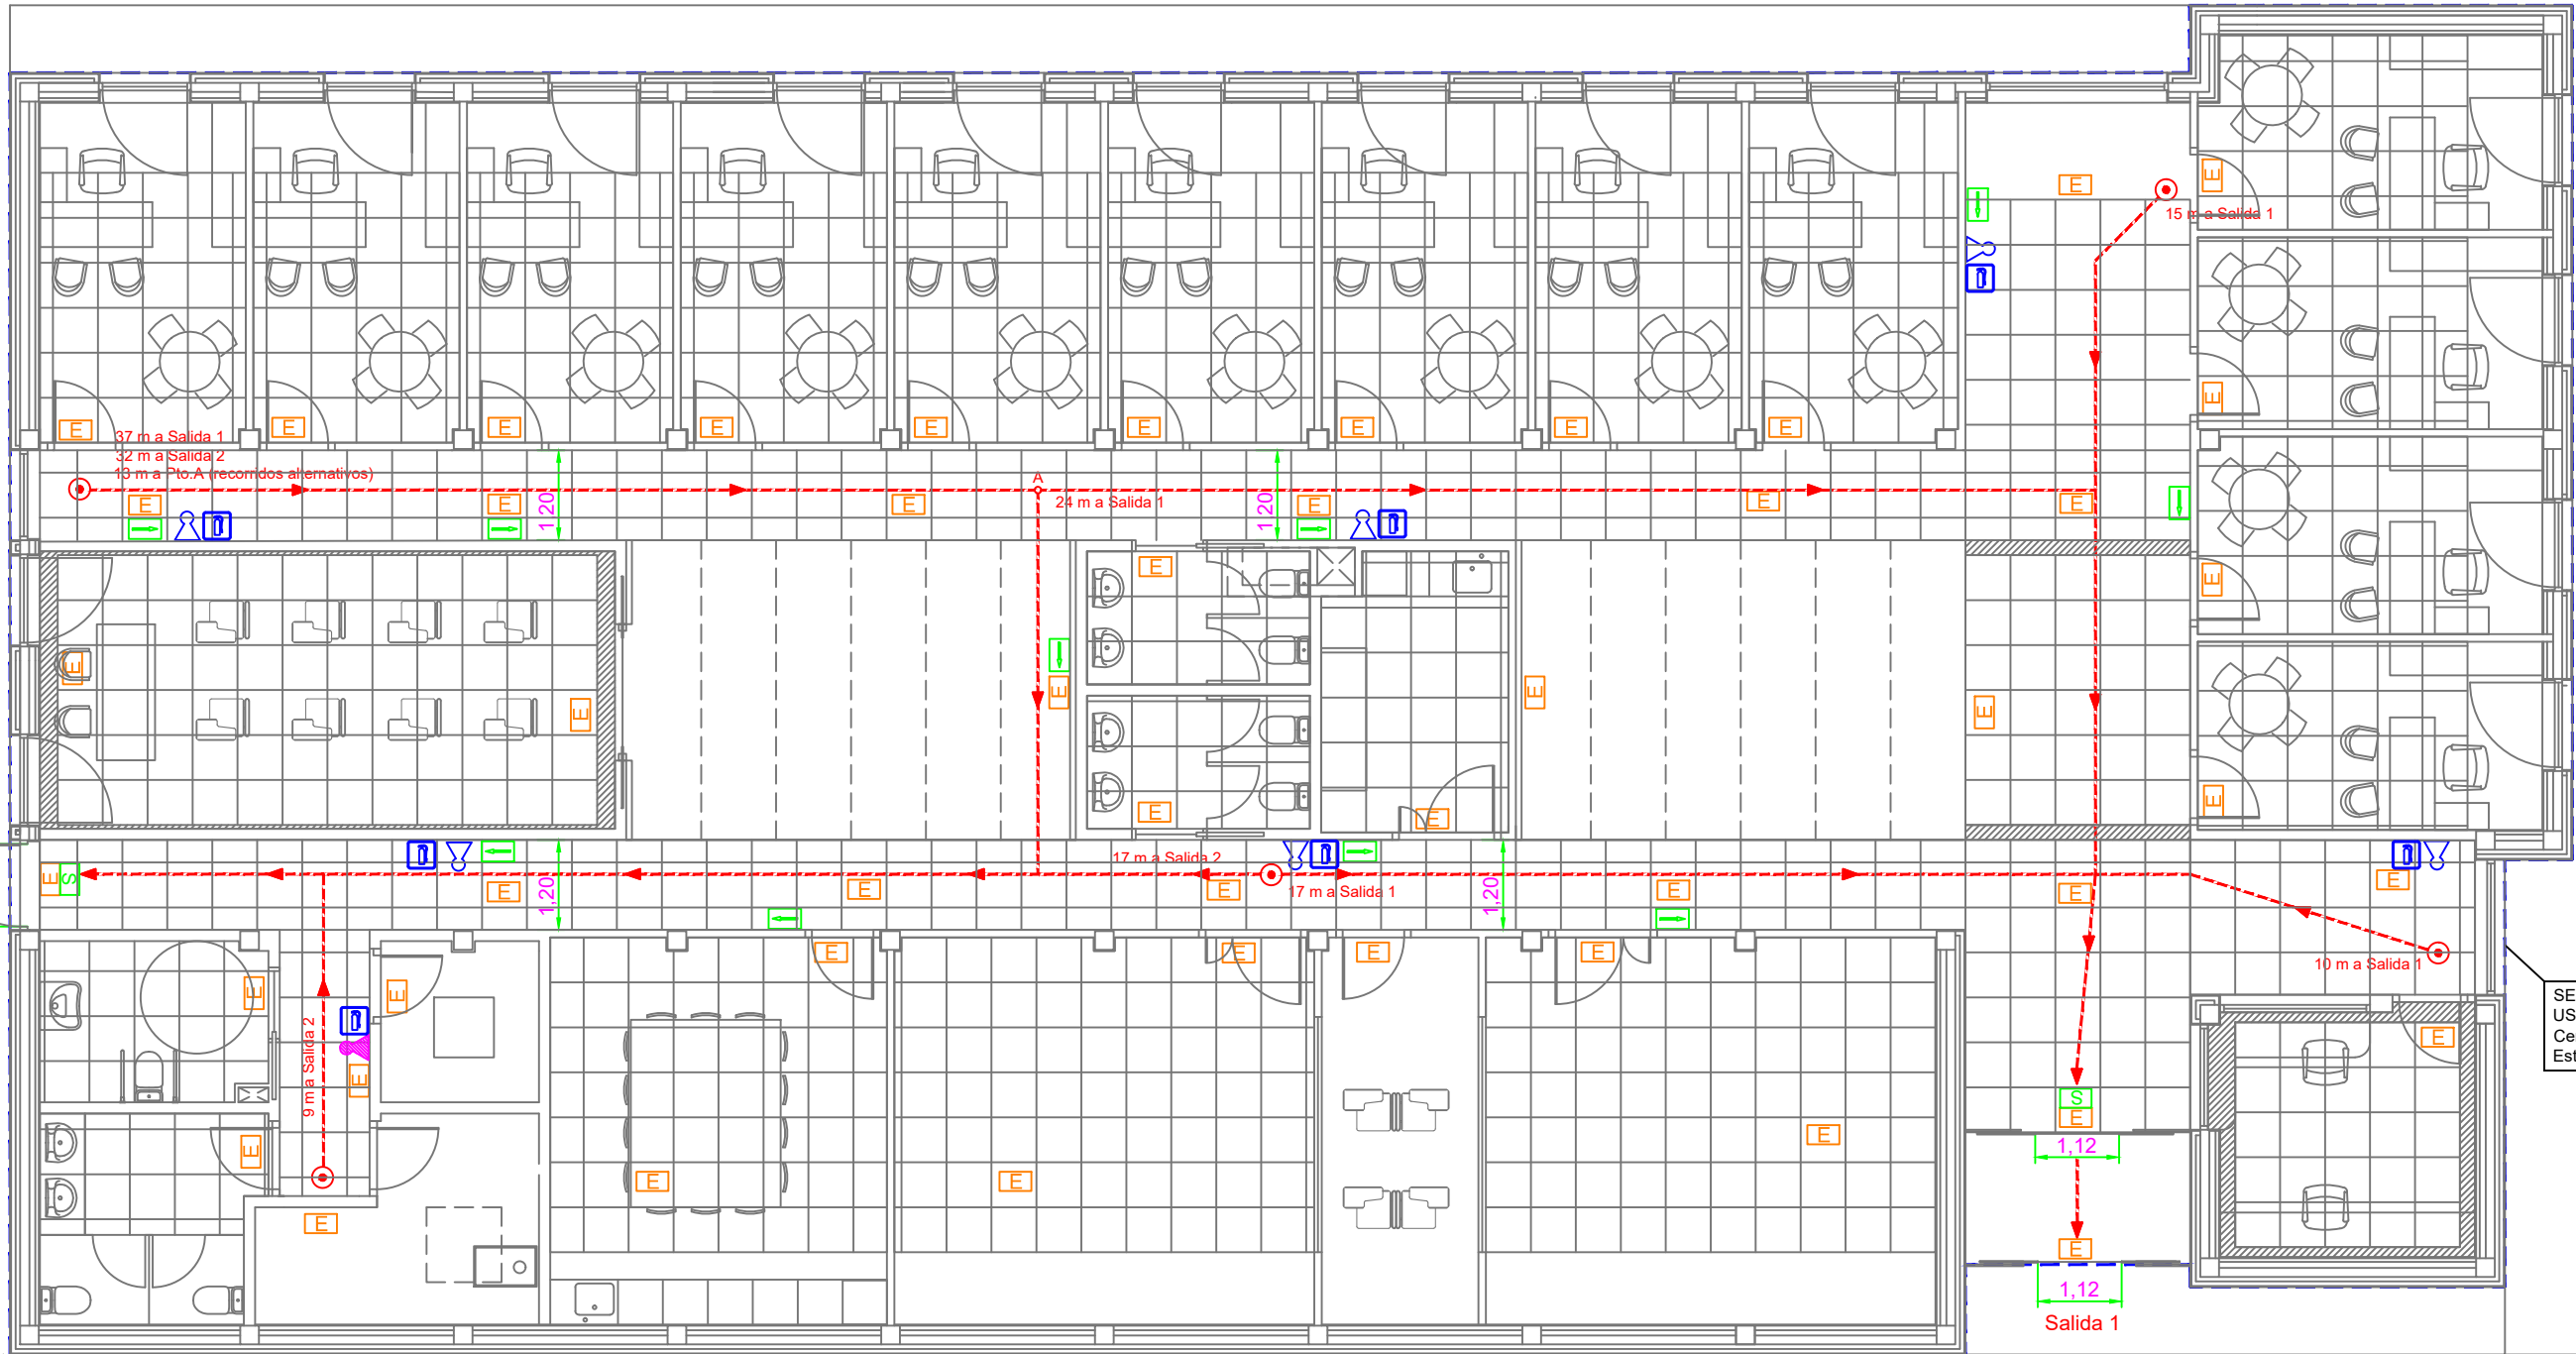 E
E
15 m a Salida 1
E
E E E E E E E E E
37 m a Salida 1
32 m a Salida 2
13 m a Pto.A (recorridos alternativos)
A
24 m a Salida 1
E E E E E E
1,20
1,20
E
E
E
E
E
E
E
E
E
E
E
17 m a Salida 2
17 m a Salida 1
E S
E E E E E E
1,20
1,20
E E E E
10 m a Salida 1
E
E
9 m a Salida 2
E
E
E
E
E
E
E
E
SE
US
Ce
Est
S
E
1,12
E
1,12
Salida 1